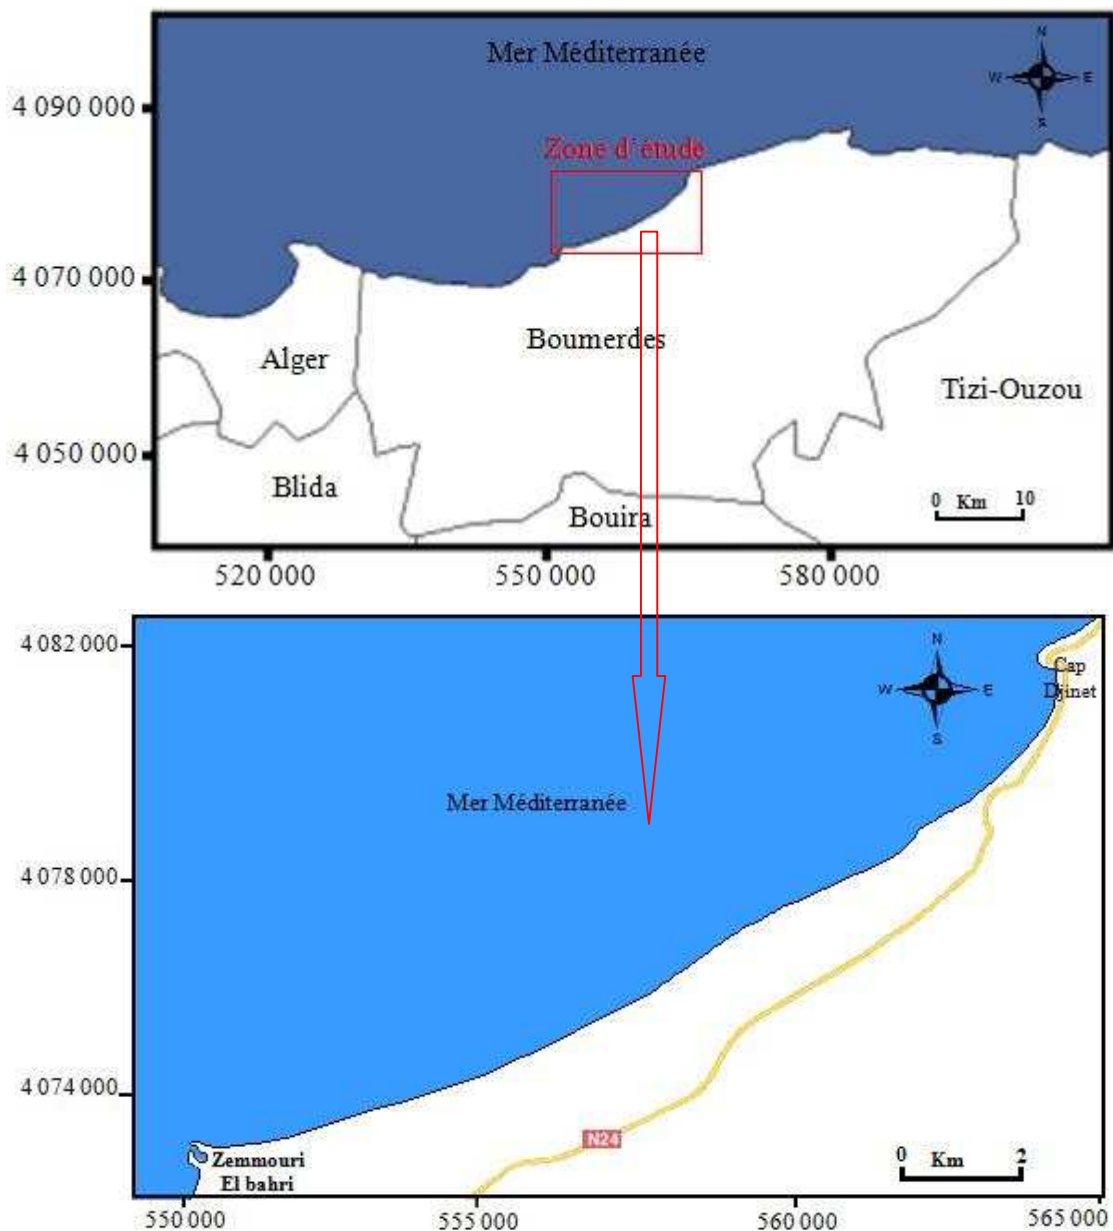 Mer Méditerranée
N
W E
S
4 090 000
Zone d'étude
4 070 000
Alger
Boumerdes
Tizi-Ouzou
4 050 000
Blida
Bouira
0 Km 10
520 000 550 000 580 000
4 082 000
N
W E
S
Cap
Djinet
Mer Méditerranée
4 078 000
4 074 000
N24
Zemmouri
El bahri
0 Km 2
550 000 555 000 560 000 565 000